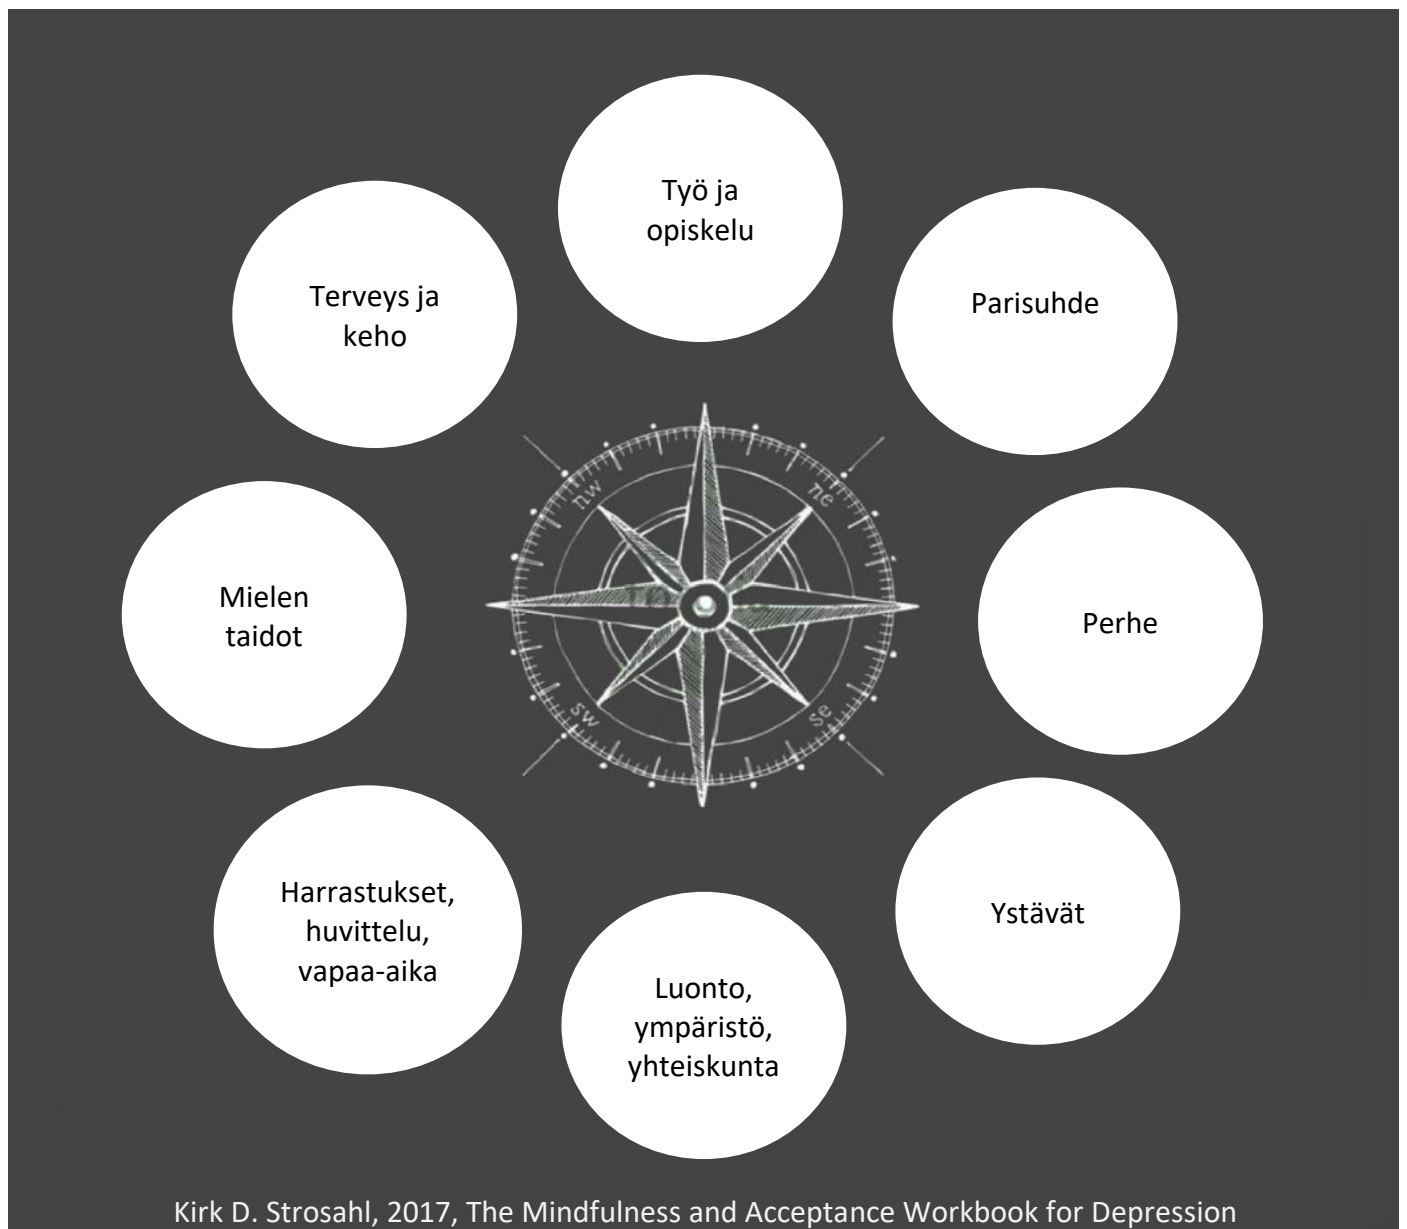 Työ ja
opiskelu
Parisuhde
Terveys ja
keho
nw
ne
Mielen
taidot
Perhe
sw
se
Harrastukset,
huvittelu,
vapaa-aika
Ystävät
Luonto,
ympäristö,
yhteiskunta
Kirk D. Strosahl, 2017, The Mindfulness and Acceptance Workbook for Depression